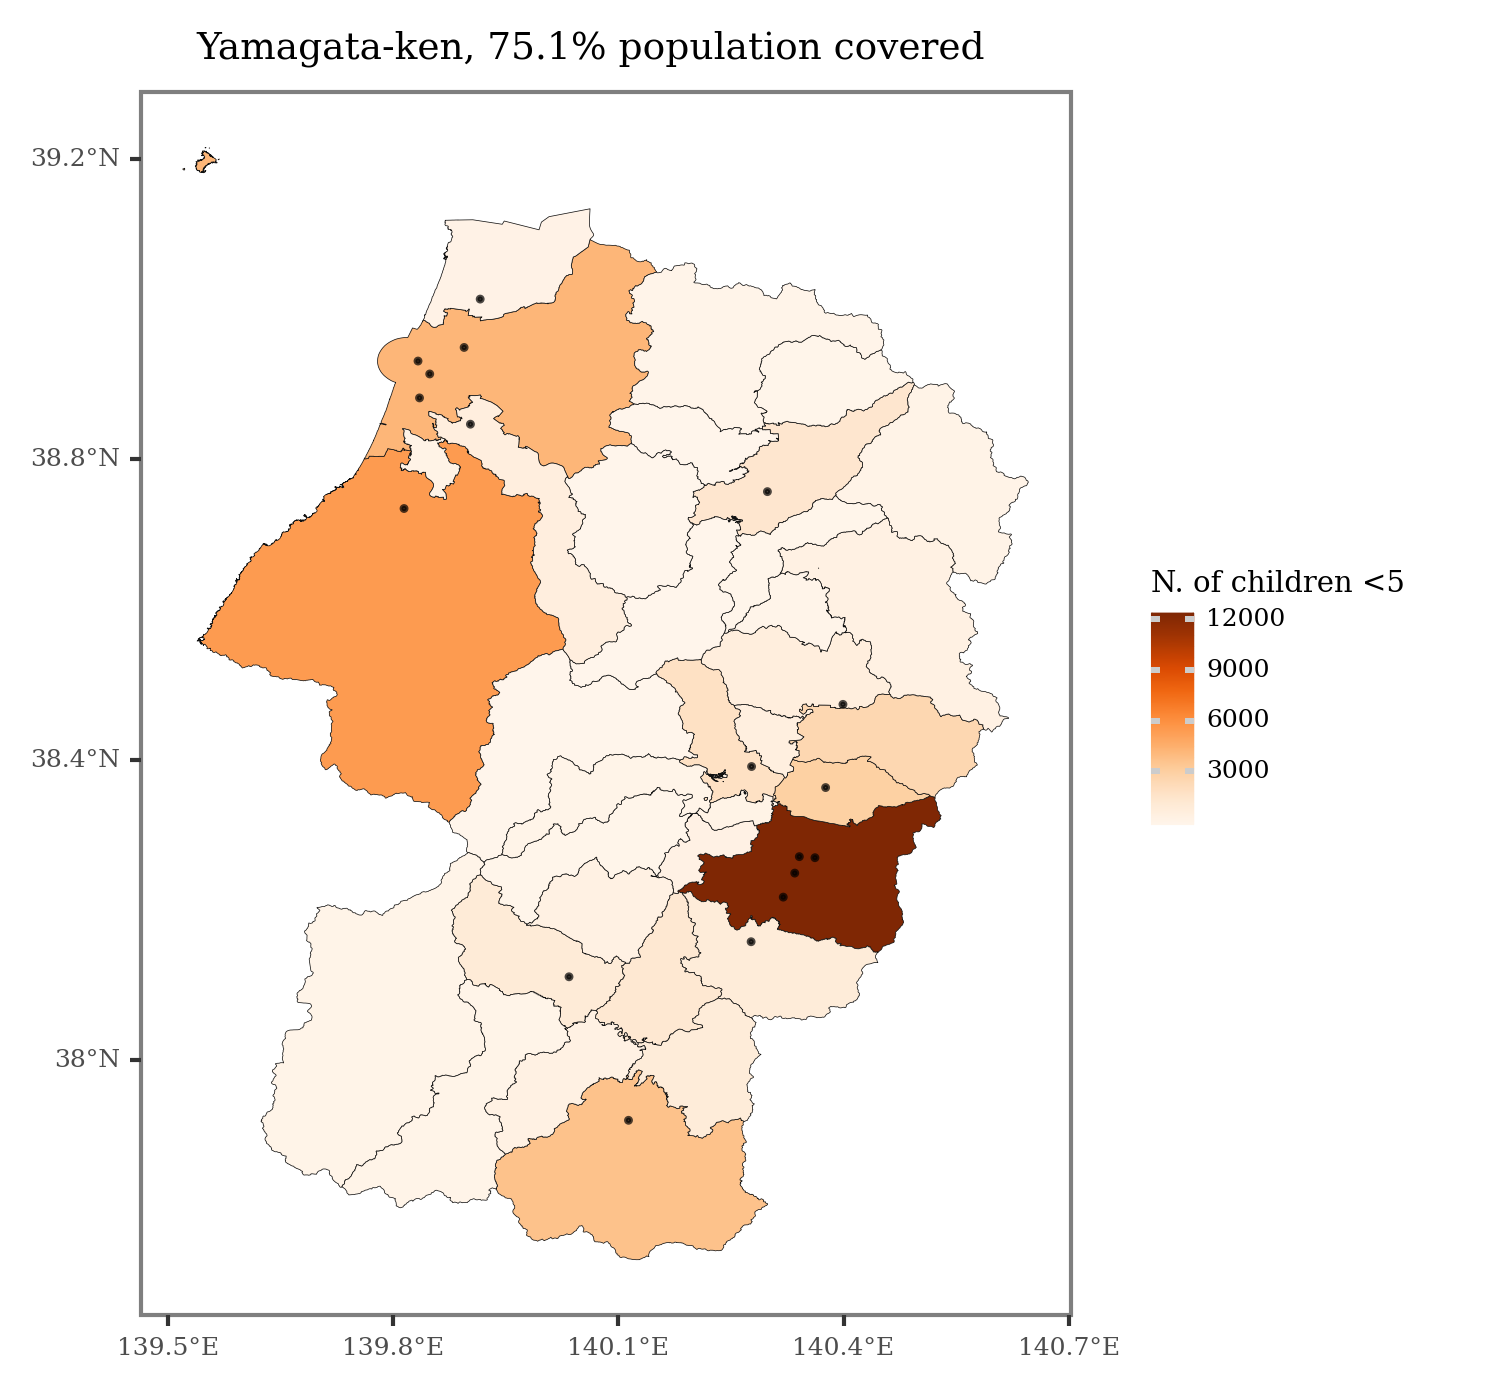 Yamagata-ken, 75.1% population covered
39.2°N
38.8°N
38.4°N
38°N
139.5°E
139.8°E
140.1°E
140.4°E
140.7°E
N. of children <5
12000
9000
6000
3000